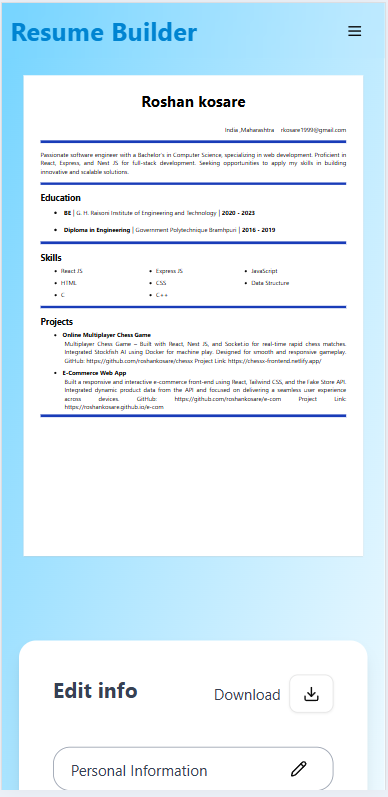 Resume Builder
Roshan kosare
India ,Maharashtra rkosare1999@gmail.com
Passionate software engineer with a Bachelor's in Computer Science, specializing in web development. Proficient in
React, Express, and Nest JS for full-stack development. Seeking opportunities to apply my skills in building
innovative and scalable solutions.
Education
• BE | G. H. Raisoni Institute of Engineering and Technology | 2020 - 2023
• Diploma in Engineering | Government Polytechnique Bramhpuri | 2016 - 2019
Skills
• React JS • Express JS • JavaScript
• HTML • CSS • Data Structure
• C • C++
Projects
• Online Multiplayer Chess Game
Multiplayer Chess Game – Built with React, Nest JS, and Socket.io for real-time rapid chess matches.
Integrated Stockfish AI using Docker for machine play. Designed for smooth and responsive gameplay.
GitHub: https://github.com/roshankosare/chessx Project Link: https://chessx-frontend.netlify.app/
• E-Commerce Web App
Built a responsive and interactive e-commerce front-end using React, Tailwind CSS, and the Fake Store API.
Integrated dynamic product data from the API and focused on delivering a seamless user experience
across devices. GitHub: https://github.com/roshankosare/e-com Project Link:
https://roshankosare.github.io/e-com
Edit info
Download
Personal Information